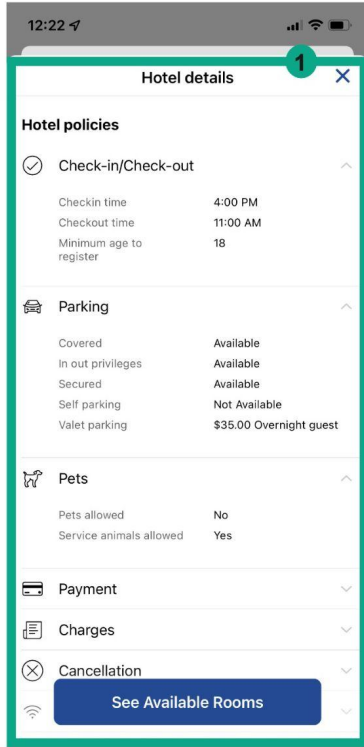 12:22
1
Hotel details
Hotel policies
Check-in/Check-out
Checkin time 4:00 PM
Checkout time 11:00 AM
Minimum age to 18
register
Parking
Covered Available
In out privileges Available
Secured Available
Self parking Not Available
Valet parking $35.00 Overnight guest
Pets
Pets allowed No
Service animals allowed Yes
Payment
Charges
Cancellation
See Available Rooms